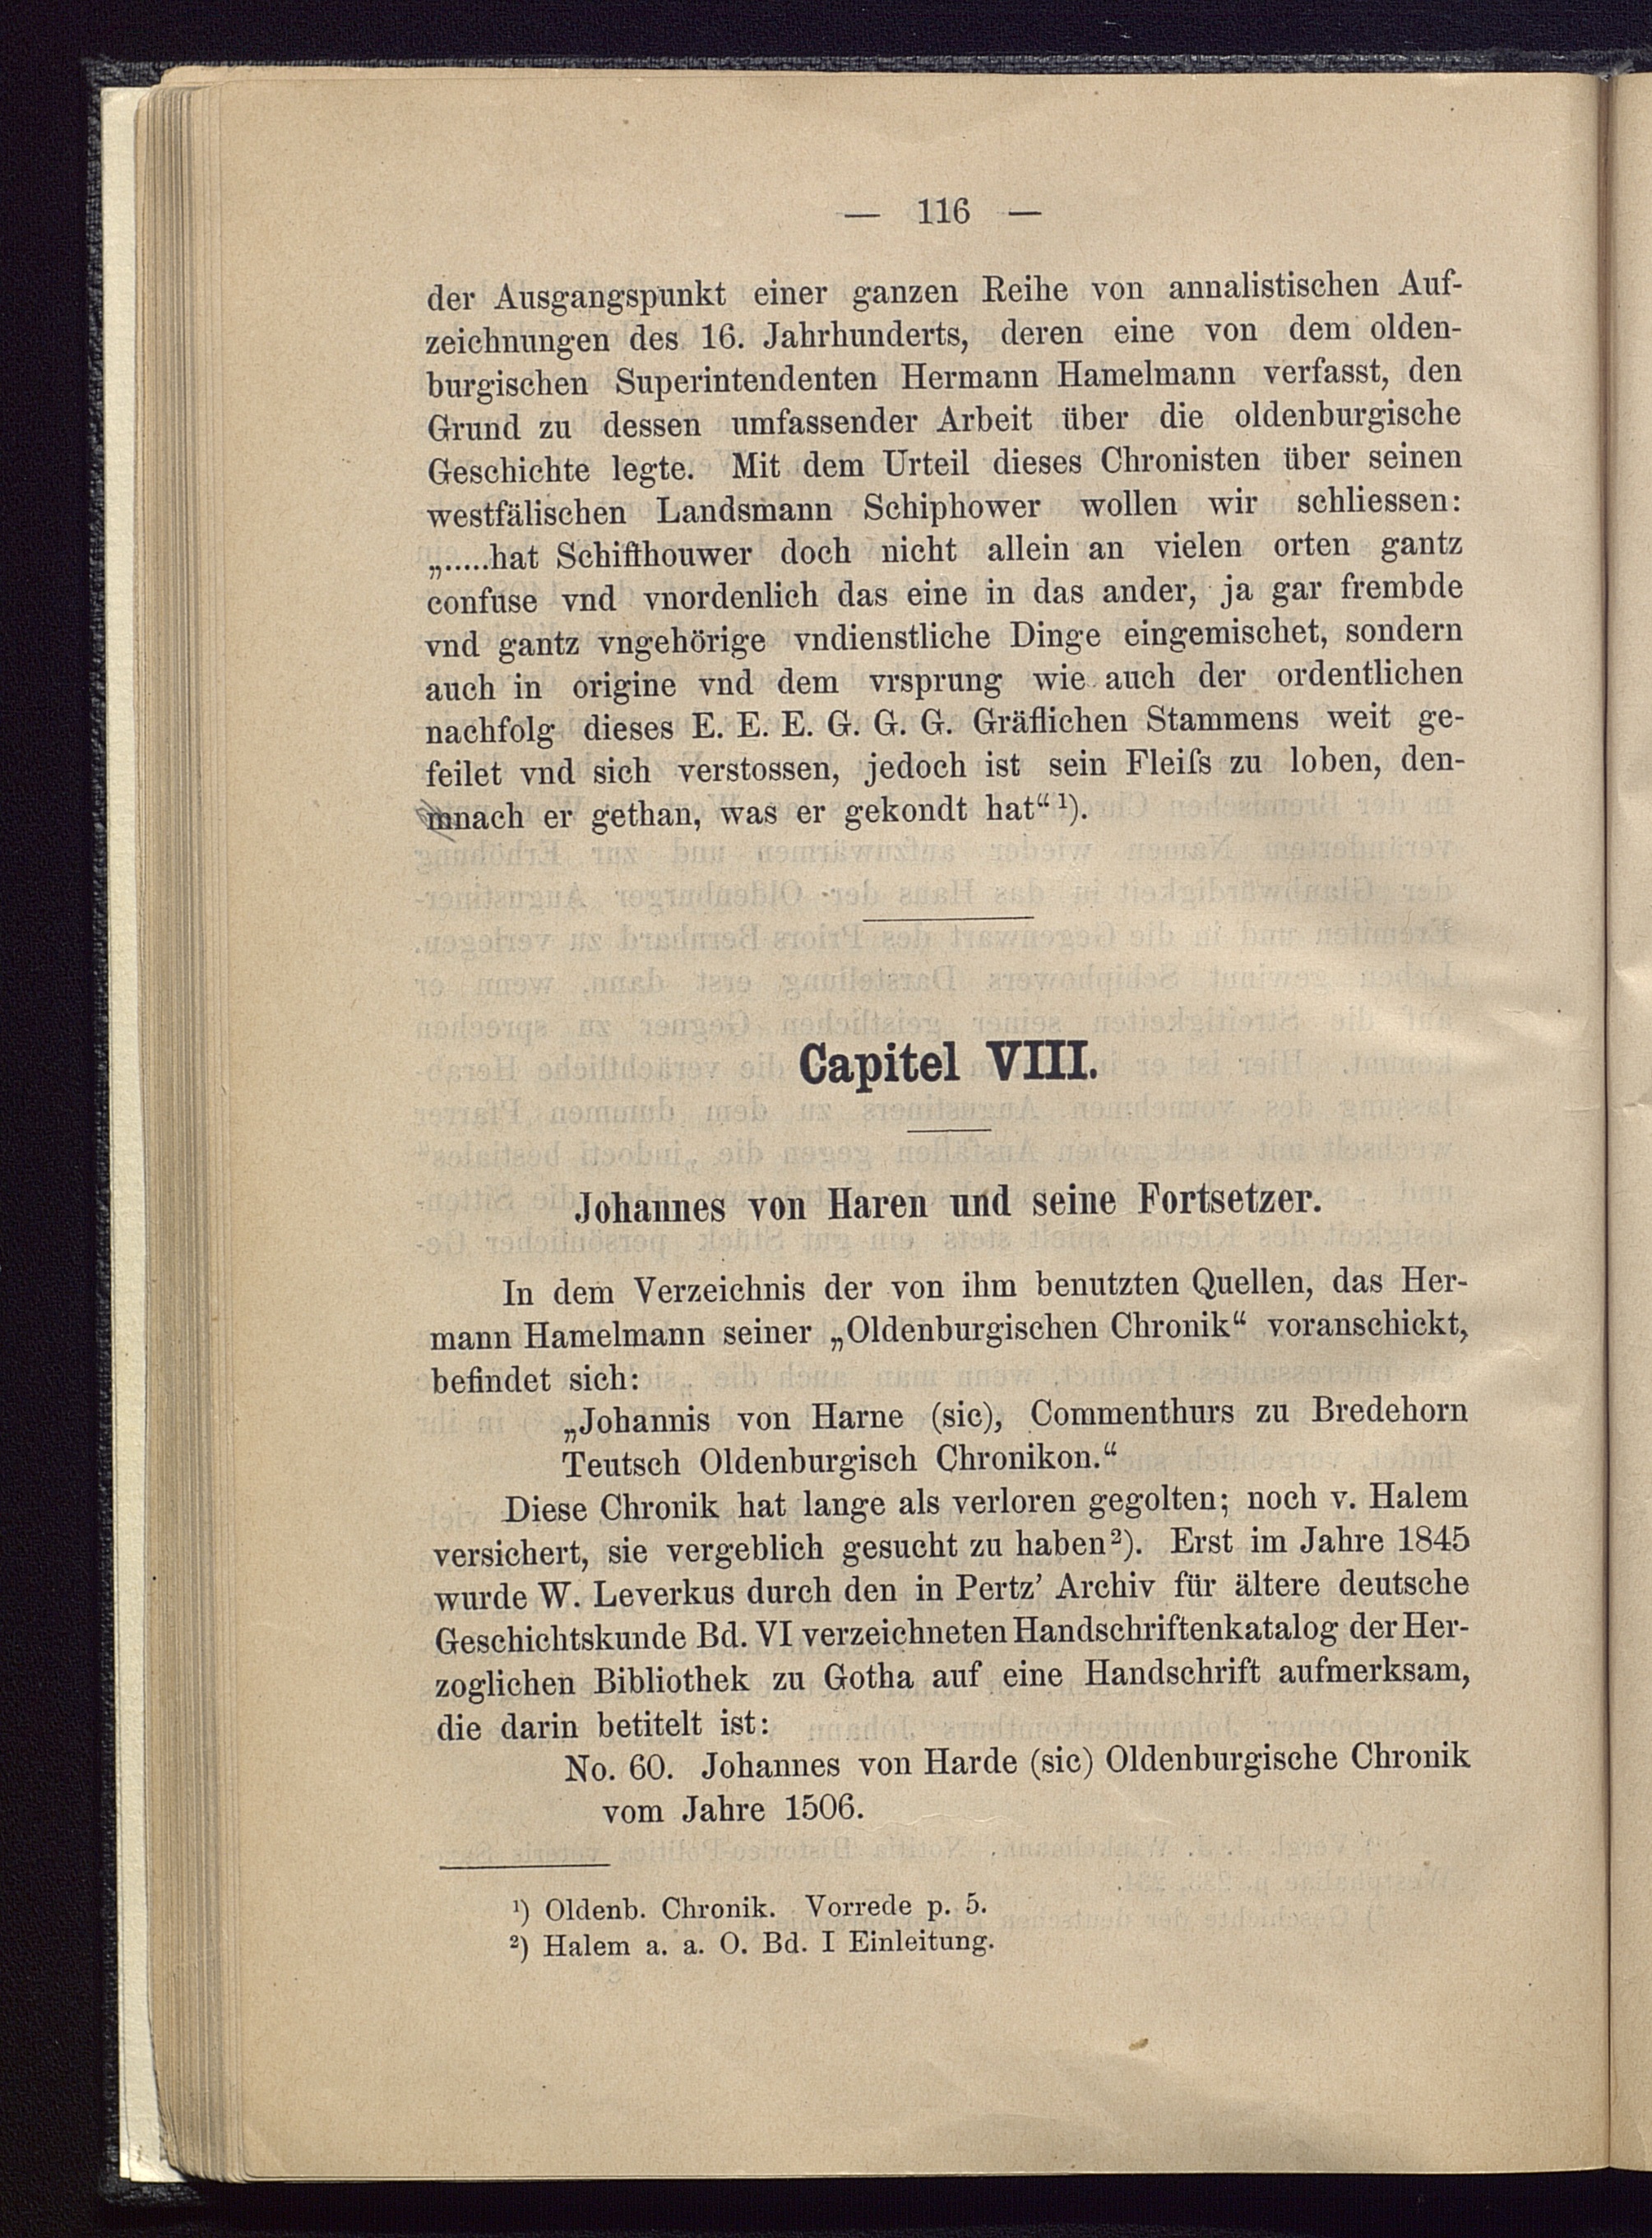 — 116 —
der Ausgangspunkt einer ganzen Reihe von annalistischen Auf-
zeichnungen des 16. Jahrhunderts, deren eine von dem olden-
burgischen Superintendenten Hermann Hamelmann verfasst, den
Grund zu dessen umfassender Arbeit über die oldenburgische
Geschichte legte. Mit dem Urteil dieses Chronisten über seinen
westfälischen Landsmann Schiphower wollen wir schliessen:
„.....hat Schiffhouwer doch nicht allein an vielen orten gantz
confuse vnd vnordenlich das eine in das ander, ja gar frembde
vnd gantz vngehörige vndienstliche Dinge eingemischet, sondern
auch in origine vnd dem vrsprung wie auch der ordentlichen
nachfolg dieses E. E. E. G. G. G. Gräflichen Stammens weit ge-
feilet vnd sich verstossen, jedoch ist sein Fleiſs zu loben, den-
mnach er gethan, was er gekondt hat“ ¹).
Capitel VIII.
Johannes von Haren und seine Fortsetzer.
In dem Verzeichnis der von ihm benutzten Quellen, das Her-
mann Hamelmann seiner „Oldenburgischen Chronik“ voranschickt,
befindet sich:
„Johannis von Harne (sic), Commenthurs zu Bredehorn
Teutsch Oldenburgisch Chronikon.“
Diese Chronik hat lange als verloren gegolten; noch v. Halem
versichert, sie vergeblich gesucht zu haben ²). Erst im Jahre 1845
wurde W. Leverkus durch den in Pertz’ Archiv für ältere deutsche
Geschichtskunde Bd. VI verzeichneten Handschriftenkatalog der Her-
zoglichen Bibliothek zu Gotha auf eine Handschrift aufmerksam,
die darin betitelt ist:
No. 60. Johannes von Harde (sic) Oldenburgische Chronik
vom Jahre 1506.
¹) Oldenb. Chronik. Vorrede p. 5.
²) Halem a. a. O. Bd. I Einleitung.